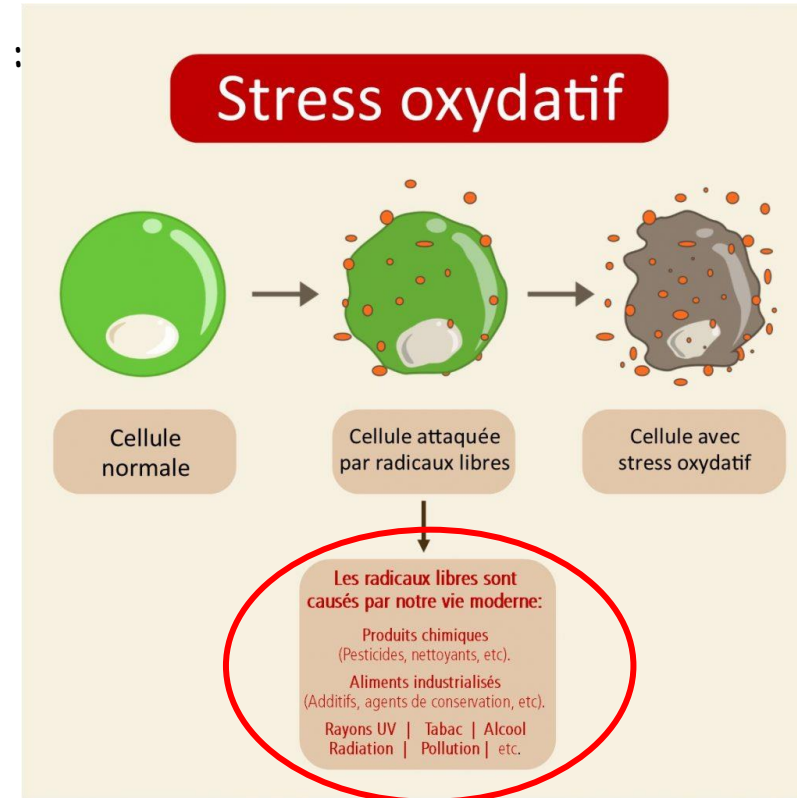 :
Stress oxydatif
Cellule
normale
Cellule attaquée
par radicaux libres
Cellule avec
stress oxydatif
Les radicaux libres sont
causés par notre vie moderne:
Produits chimiques
(Pesticides, nettoyants, etc).
Aliments industrialisés
(Additifs, agents de conservation, etc).
Rayons UV | Tabac | Alcool
Radiation | Pollution | etc.